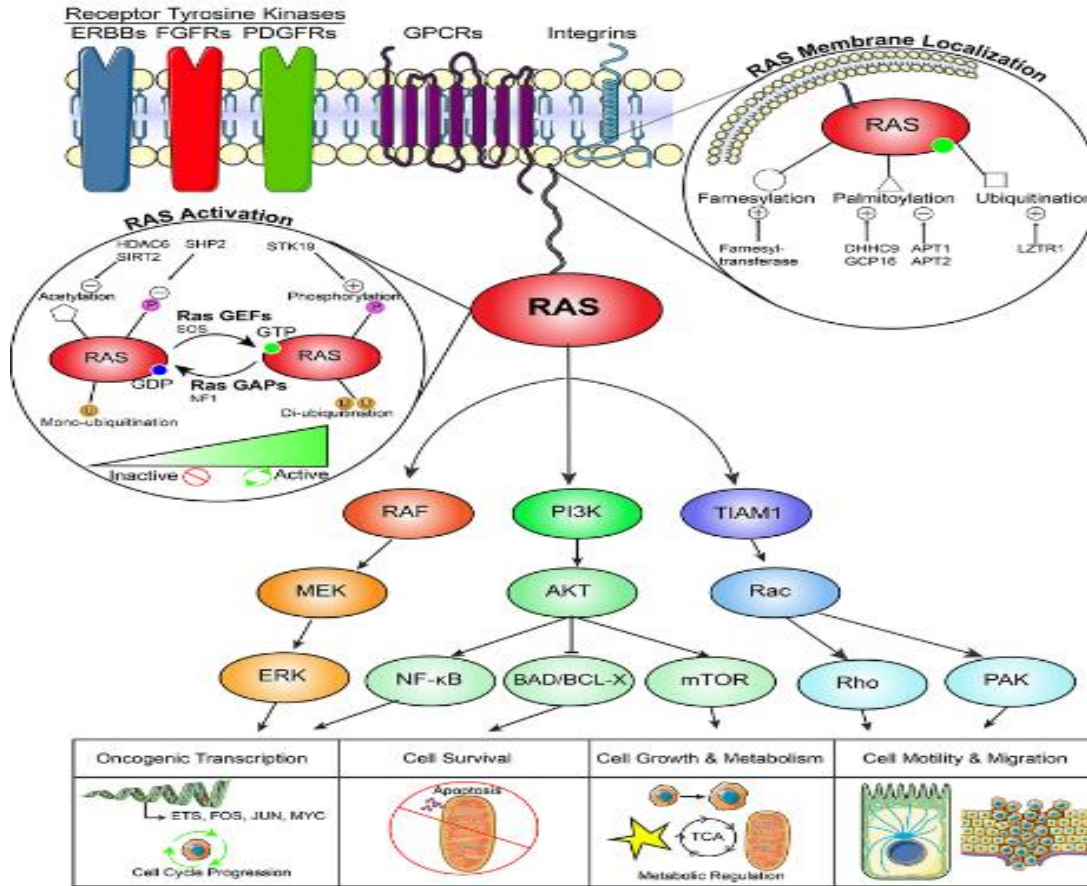 Receptor Tyrosine Kinases
ERBBs FGFRs PDGFRs
GPCRs
Integrins
RAS Membrane Localization
RAS
Farnesylation
Palmitoylation
Ubiquitination
+
+
−
+
Farnesyl-
transferase
DHHC9
GCP16
APT1
APT2
LZTR1
RAS Activation
HDAC6
SIRT2
SHP2
STK19
−
−
+
Acetylation
P
Phosphorylation
P
Ras GEFs
SOS
GTP
RAS
RAS
GDP
Ras GAPs
NF1
U
U U
Mono-ubiquitination
Di-ubiquitination
Inactive
Active
RAS
RAF
PI3K
TIAM1
MEK
AKT
Rac
ERK
NF-κB
BAD/BCL-X
mTOR
Rho
PAK
Oncogenic Transcription
Cell Survival
Cell Growth & Metabolism
Cell Motility & Migration
ETS, FOS, JUN, MYC
Cell Cycle Progression
Apoptosis
TCA
Metabolic Regulation